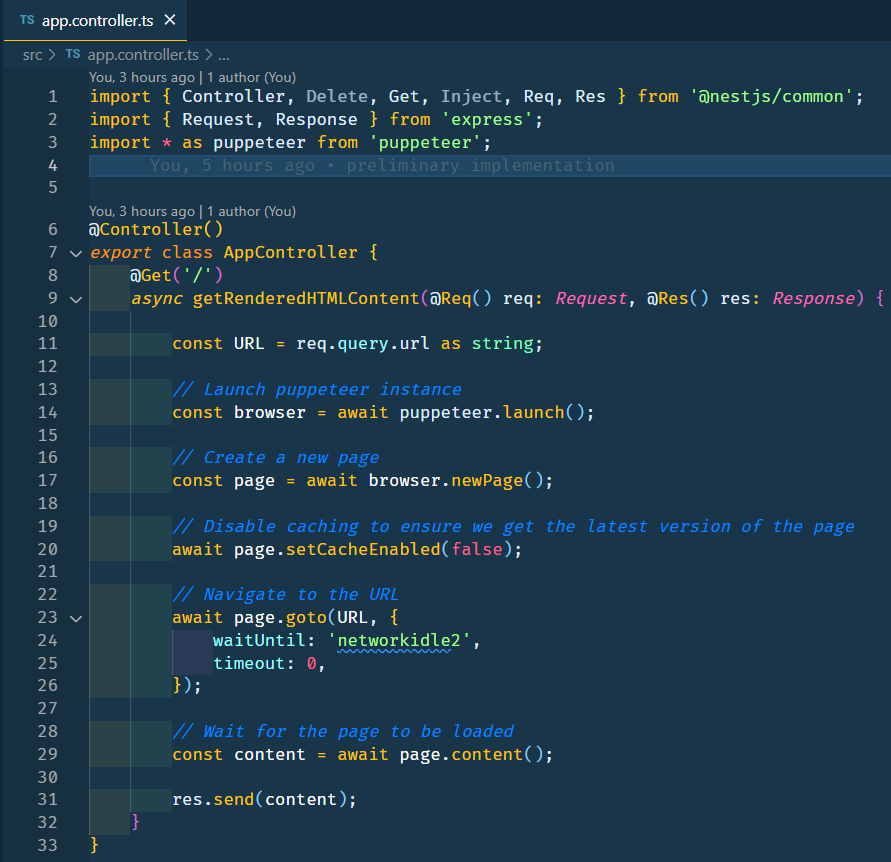 TS app.controller.ts ×
src > TS app.controller.ts > ...
You, 3 hours ago | 1 author (You)
1 import { Controller, Delete, Get, Inject, Req, Res } from '@nestjs/common';
2 import { Request, Response } from 'express';
3 import * as puppeteer from 'puppeteer';
4 You, 5 hours ago • preliminary implementation
5
You, 3 hours ago | 1 author (You)
6 @Controller()
7 export class AppController {
8 @Get('/')
9 async getRenderedHTMLContent(@Req() req: Request, @Res() res: Response) {
10
11 const URL = req.query.url as string;
12
13 // Launch puppeteer instance
14 const browser = await puppeteer.launch();
15
16 // Create a new page
17 const page = await browser.newPage();
18
19 // Disable caching to ensure we get the latest version of the page
20 await page.setCacheEnabled(false);
21
22 // Navigate to the URL
23 await page.goto(URL, {
24 waitUntil: 'networkidle2',
25 timeout: 0,
26 });
27
28 // Wait for the page to be loaded
29 const content = await page.content();
30
31 res.send(content);
32 }
33 }